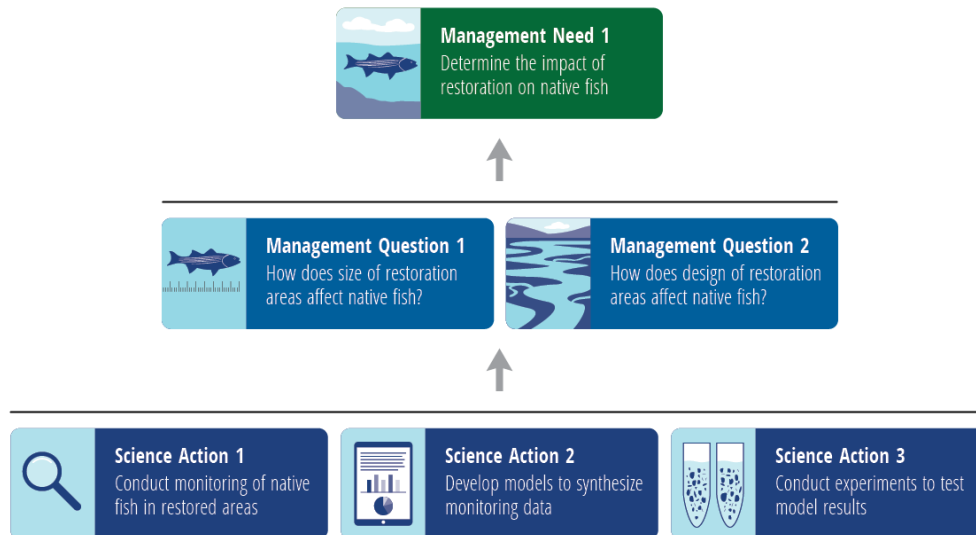 Management Need 1
Determine the impact of
restoration on native fish
Management Question 1
How does size of restoration
areas affect native fish?
Management Question 2
How does design of restoration
areas affect native fish?
Science Action 1
Conduct monitoring of native
fish in restored areas
Science Action 2
Develop models to synthesize
monitoring data
Science Action 3
Conduct experiments to test
model results